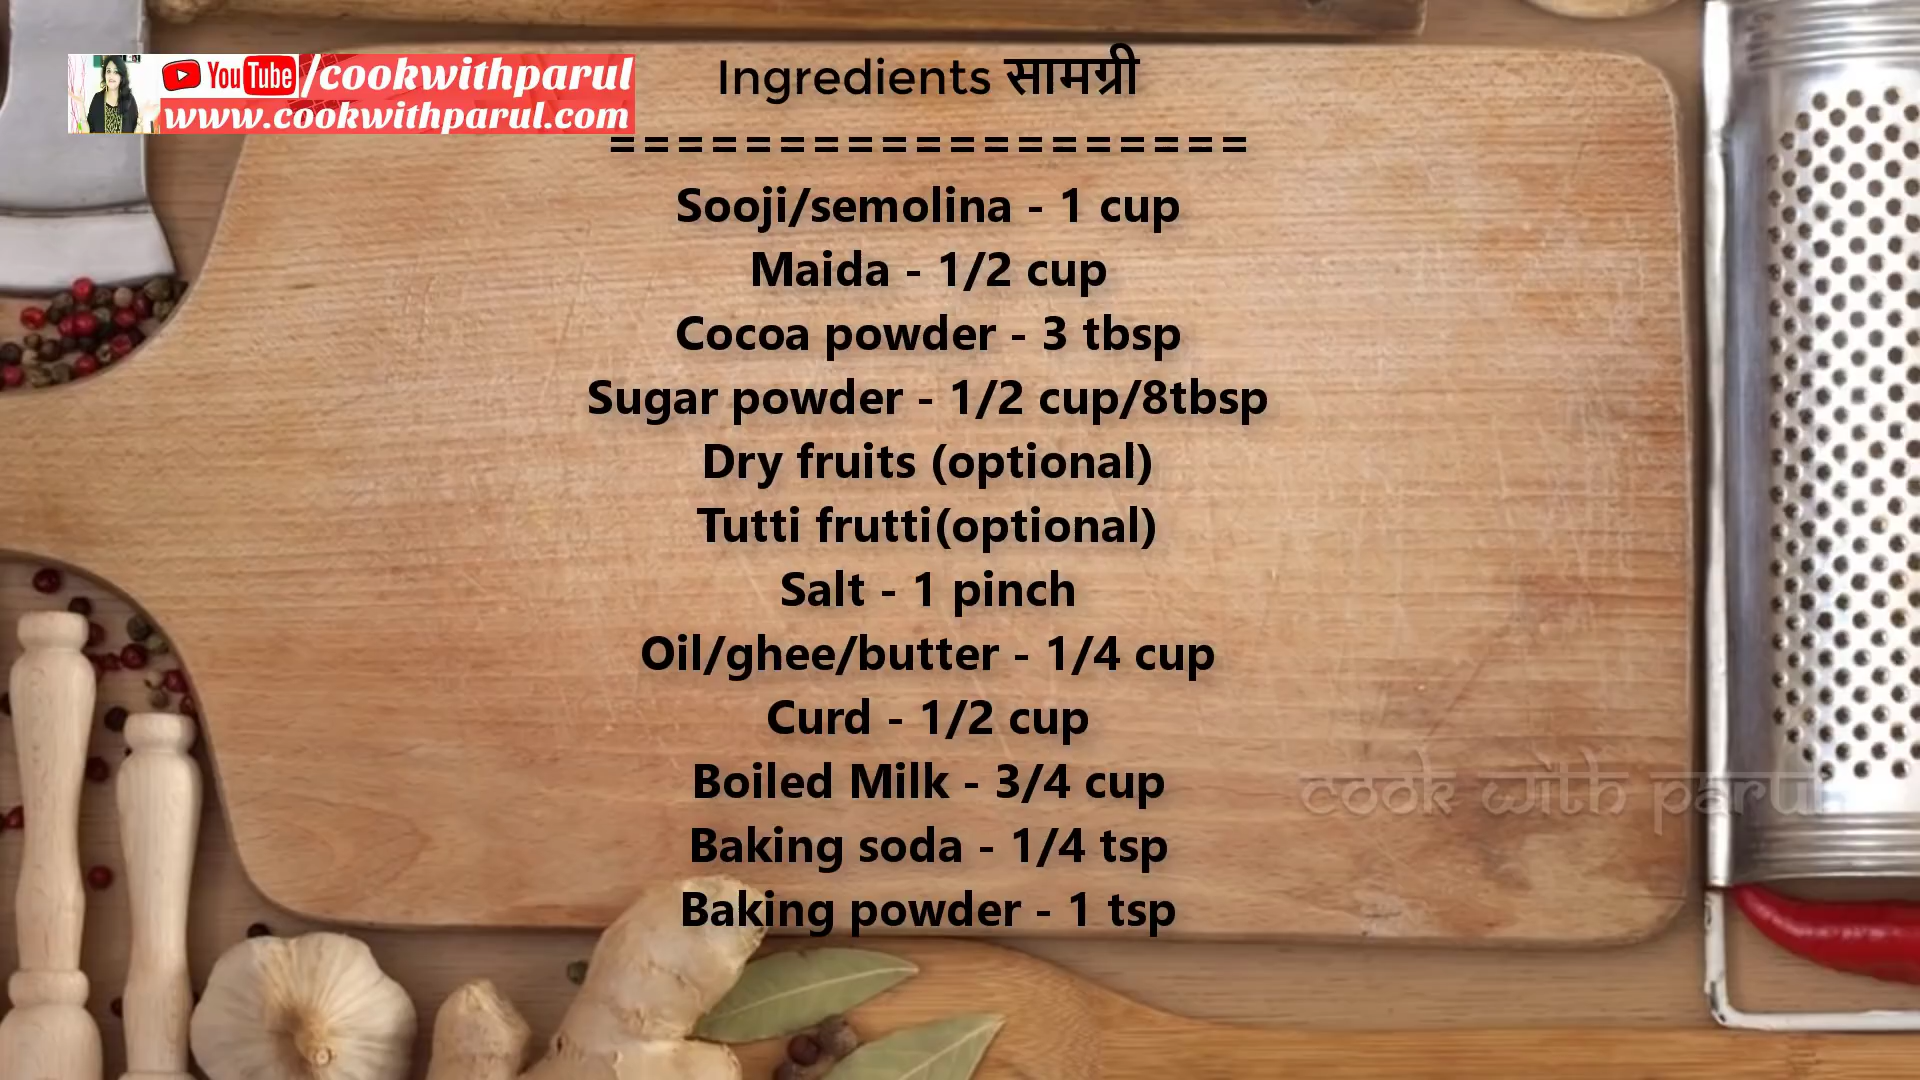 YouTube/cookwithparul
www.cookwithparul.com
Ingredients सामग्री
===================
Sooji/semolina - 1 cup
Maida - 1/2 cup
Cocoa powder - 3 tbsp
Sugar powder - 1/2 cup/8tbsp
Dry fruits (optional)
Tutti frutti(optional)
Salt - 1 pinch
Oil/ghee/butter - 1/4 cup
Curd - 1/2 cup
Boiled Milk - 3/4 cup
cook with parul
Baking soda - 1/4 tsp
Baking powder - 1 tsp